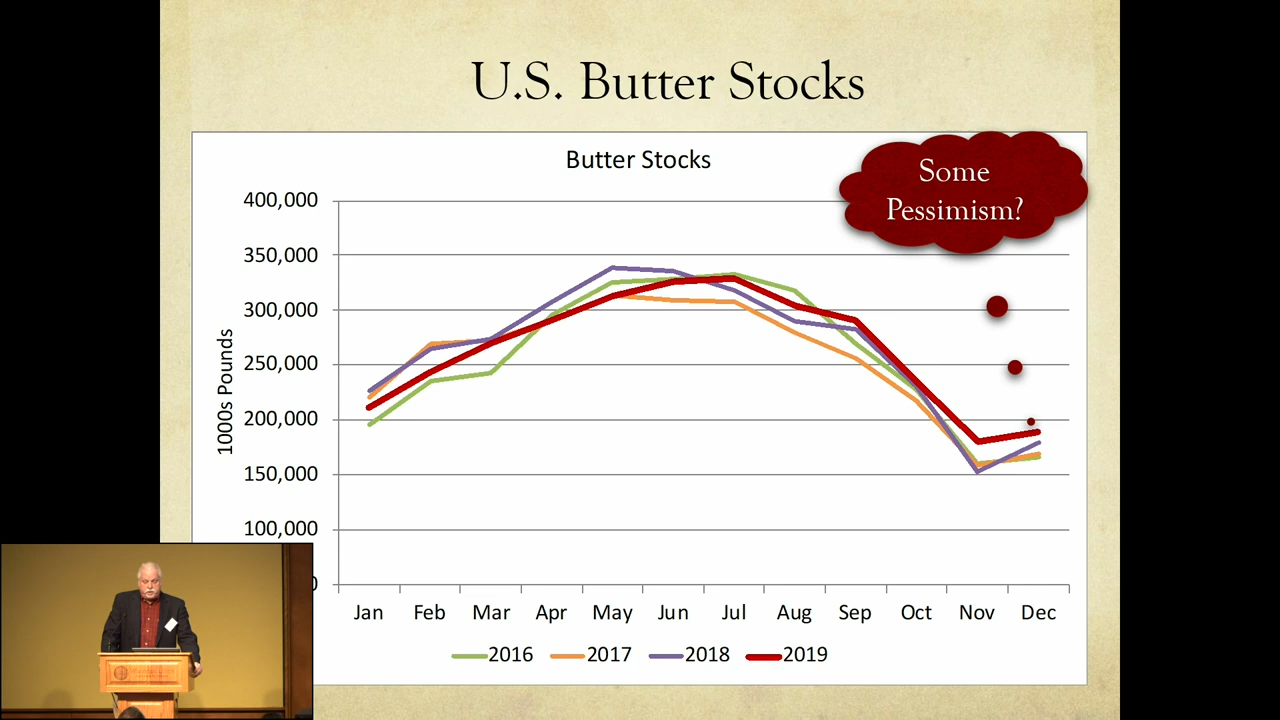 U.S. Butter Stocks
Butter Stocks
Some
Pessimism?
400,000
350,000
300,000
250,000
200,000
150,000
100,000
0
1000s Pounds
Jan Feb Mar Apr May Jun Jul Aug Sep Oct Nov Dec
2016 2017 2018 2019